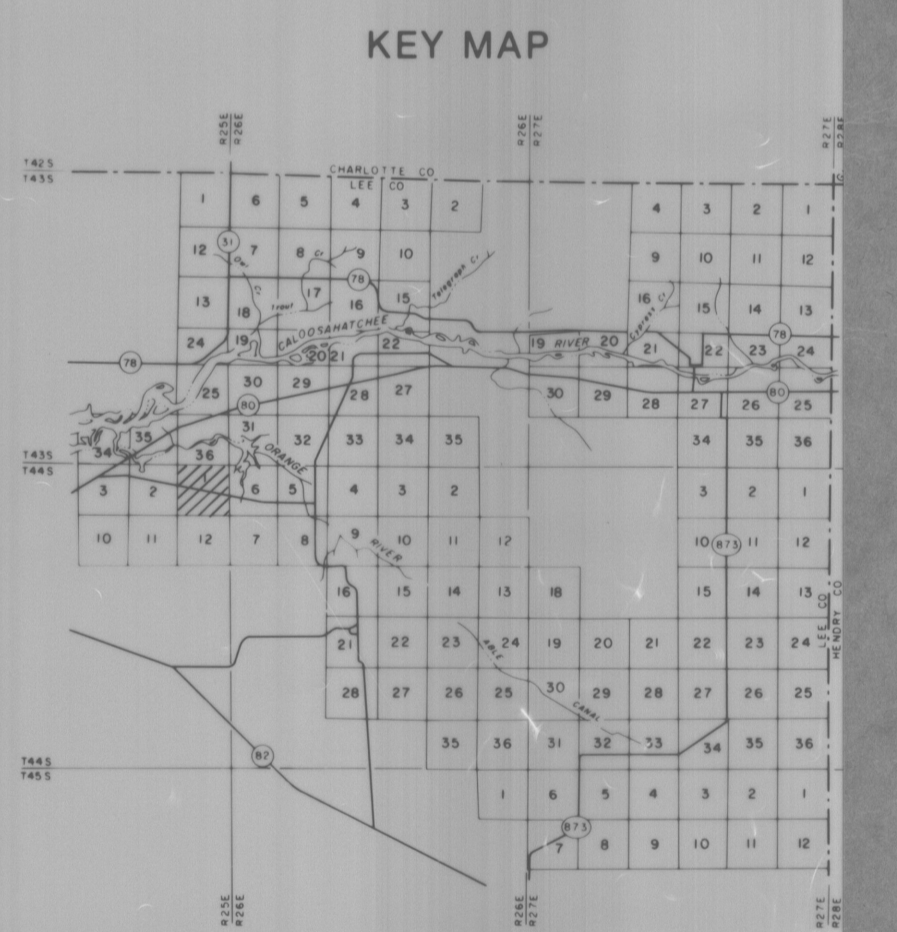 KEY MAP
R25E R26E R26E R27E R27E R28E
T42S
T43S
CHARLOTTE CO
LEE CO
1 6 5 4 3 2 4 3 2 1
31
12 7 8 Cr 9 10 9 10 11 12
78
Telegraph Cr
13 18 17 16 15 16 15 14 13
Trout
Cypress Cr
CALOOSAHATCHEE RIVER
24 19 20 21 22 19 20 21 22 23 24
78 78
25 30 29 28 27 30 29 28 27 26 25
80 80
34 35 36 31 32 33 34 35 34 35 36
ORANGE
T43S
T44S
3 2 1 6 5 4 3 2 3 2 1
10 11 12 7 8 9 10 11 12 10 873 11 12
RIVER
16 15 14 13 18 15 14 13
LEE CO
HENDRY CO
21 22 23 24 19 20 21 22 23 24
ABLE
28 27 26 25 30 29 28 27 26 25
CANAL
35 36 31 32 33 34 35 36
82
T44S
T45S
1 6 5 4 3 2 1
873
7 8 9 10 11 12
R25E R26E R26E R27E R27E R28E